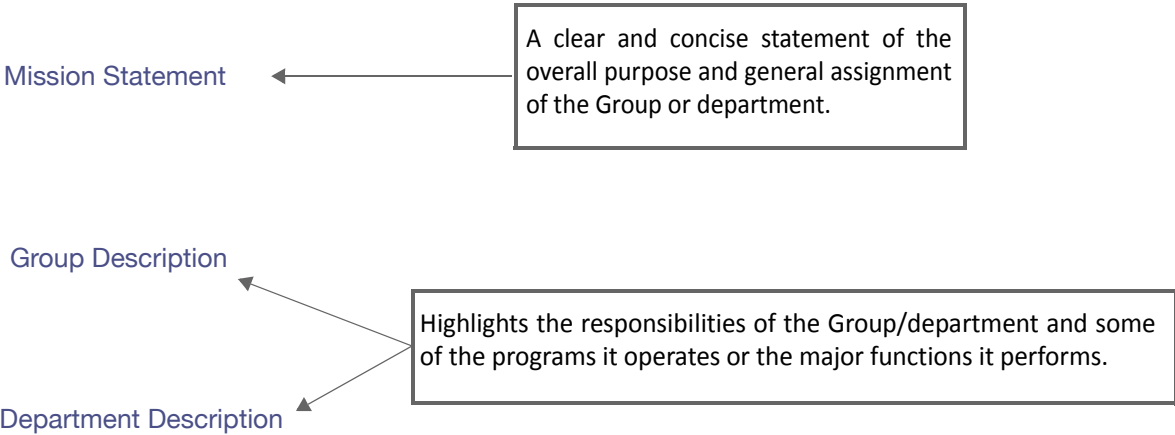 A clear and concise statement of the
overall purpose and general assignment
of the Group or department.
Mission Statement
Group Description
Highlights the responsibilities of the Group/department and some
of the programs it operates or the major functions it performs.
Department Description